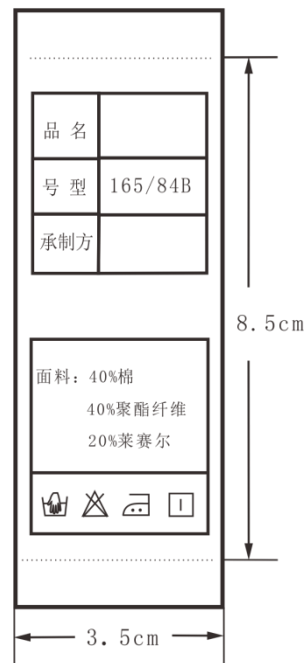 品 名
号 型 165/84B
承制方
8.5cm
面料：40%棉
40%聚酯纤维
20%莱赛尔
3.5cm